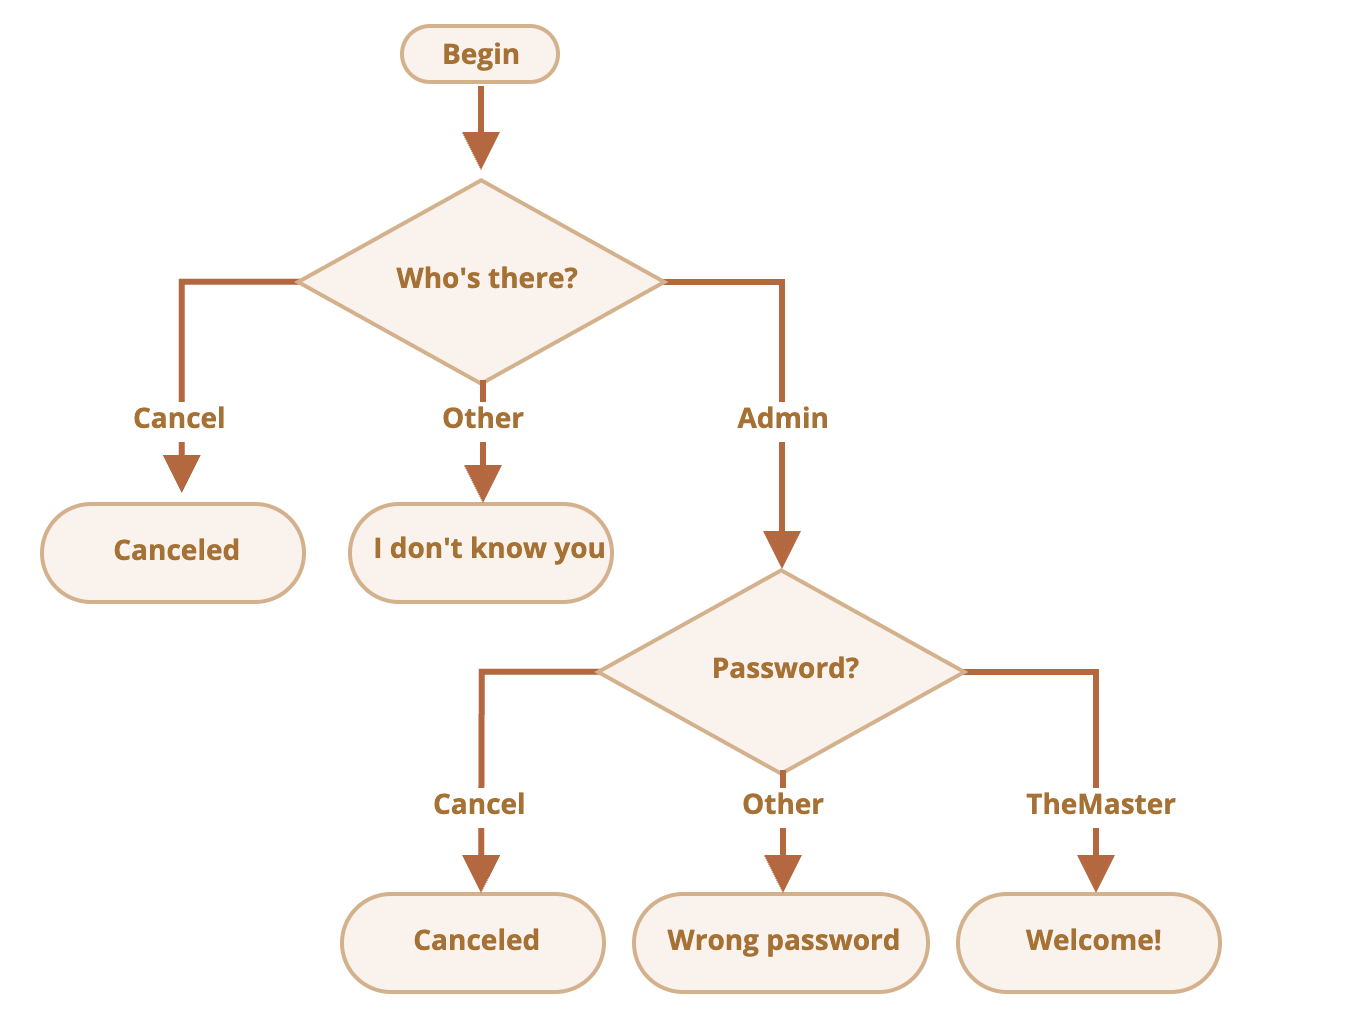 Begin
Who's there?
Cancel
Other
Admin
Canceled
I don't know you
Password?
Cancel
Other
TheMaster
Canceled
Wrong password
Welcome!